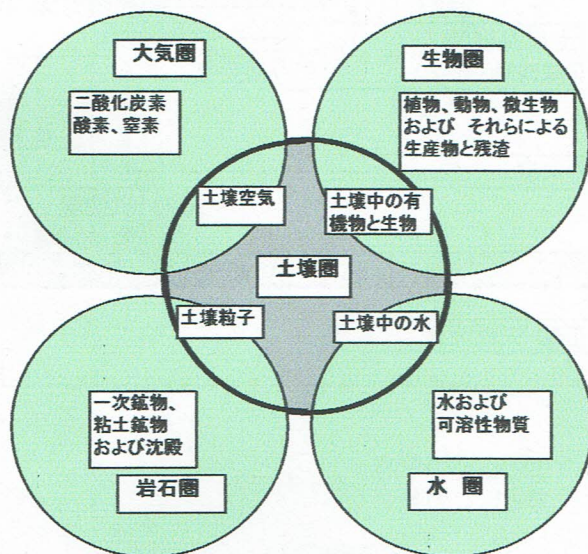 大気圏
二酸化炭素
酸素、窒素
生物圏
植物、動物、微生物
および それらによる
生産物と残渣
土壌空気
土壌中の有
機物と生物
土壌圏
土壌粒子
土壌中の水
一次鉱物、
粘土鉱物
および沈殿
岩石圏
水および
可溶性物質
水 圏